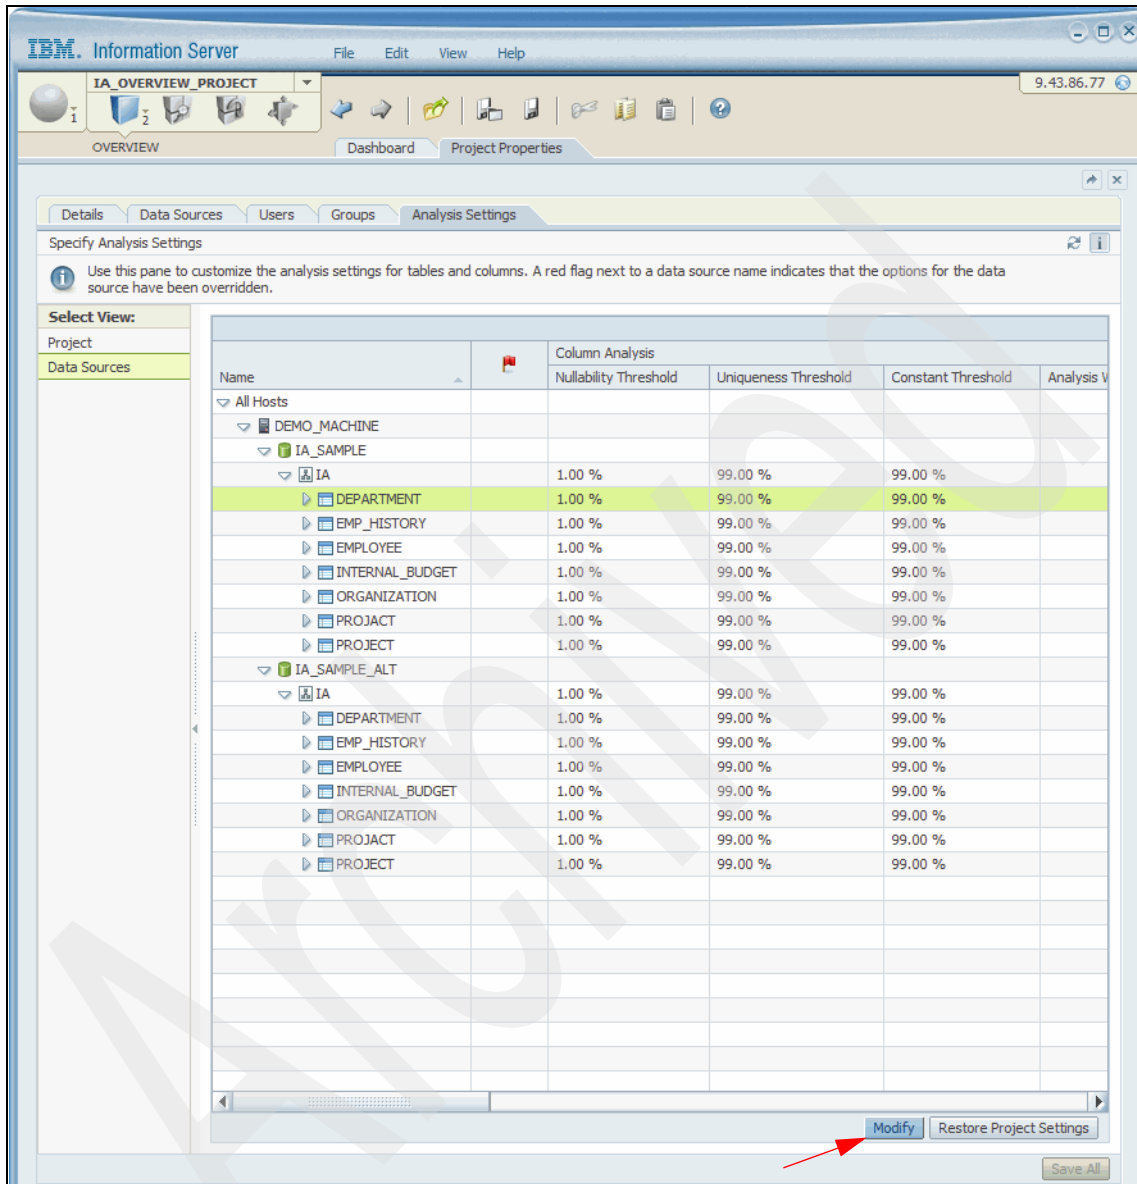 IBM. Information Server File Edit View Help
IA_OVERVIEW_PROJECT 9.43.86.77
1 2
OVERVIEW Dashboard Project Properties
Details Data Sources Users Groups Analysis Settings
Specify Analysis Settings
Use this pane to customize the analysis settings for tables and columns. A red flag next to a data source name indicates that the options for the data
source have been overridden.
Select View:
Project
Data Sources
Column Analysis
Name Nullability Threshold Uniqueness Threshold Constant Threshold Analysis W
All Hosts
DEMO_MACHINE
IA_SAMPLE
IA 1.00 % 99.00 % 99.00 %
DEPARTMENT 1.00 % 99.00 % 99.00 %
EMP_HISTORY 1.00 % 99.00 % 99.00 %
EMPLOYEE 1.00 % 99.00 % 99.00 %
INTERNAL_BUDGET 1.00 % 99.00 % 99.00 %
ORGANIZATION 1.00 % 99.00 % 99.00 %
PROJACT 1.00 % 99.00 % 99.00 %
PROJECT 1.00 % 99.00 % 99.00 %
IA_SAMPLE_ALT
IA 1.00 % 99.00 % 99.00 %
DEPARTMENT 1.00 % 99.00 % 99.00 %
EMP_HISTORY 1.00 % 99.00 % 99.00 %
EMPLOYEE 1.00 % 99.00 % 99.00 %
INTERNAL_BUDGET 1.00 % 99.00 % 99.00 %
ORGANIZATION 1.00 % 99.00 % 99.00 %
PROJACT 1.00 % 99.00 % 99.00 %
PROJECT 1.00 % 99.00 % 99.00 %
Modify Restore Project Settings
Save All
Archived